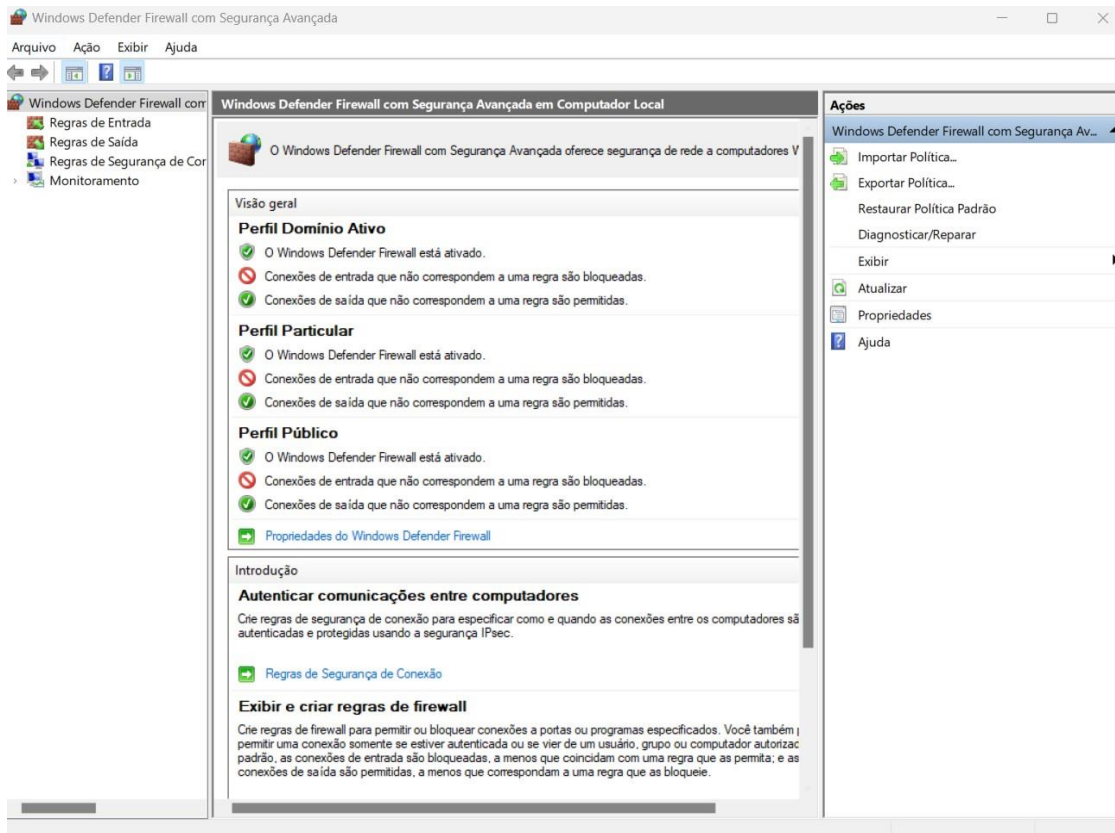 Windows Defender Firewall com Segurança Avançada
Arquivo Ação Exibir Ajuda
Windows Defender Firewall com
Regras de Entrada
Regras de Saída
Regras de Segurança de Cor
Monitoramento
Windows Defender Firewall com Segurança Avançada em Computador Local
O Windows Defender Firewall com Segurança Avançada oferece segurança de rede a computadores W
Visão geral
Perfil Domínio Ativo
O Windows Defender Firewall está ativado.
Conexões de entrada que não correspondem a uma regra são bloqueadas.
Conexões de saída que não correspondem a uma regra são permitidas.
Perfil Particular
O Windows Defender Firewall está ativado.
Conexões de entrada que não correspondem a uma regra são bloqueadas.
Conexões de saída que não correspondem a uma regra são permitidas.
Perfil Público
O Windows Defender Firewall está ativado.
Conexões de entrada que não correspondem a uma regra são bloqueadas.
Conexões de saída que não correspondem a uma regra são permitidas.
Propriedades do Windows Defender Firewall
Introdução
Autenticar comunicações entre computadores
Crie regras de segurança de conexão para especificar como e quando as conexões entre os computadores sã
autenticadas e protegidas usando a segurança IPsec.
Regras de Segurança de Conexão
Exibir e criar regras de firewall
Crie regras de firewall para permitir ou bloquear conexões a portas ou programas especificados. Você também p
permitir uma conexão somente se estiver autenticada ou se vier de um usuário, grupo ou computador autorizad
padrão, as conexões de entrada são bloqueadas, a menos que coincidam com uma regra que as permita; e as
conexões de saída são permitidas, a menos que correspondam a uma regra que as bloqueie.
Ações
Windows Defender Firewall com Segurança Av...
Importar Política...
Exportar Política...
Restaurar Política Padrão
Diagnosticar/Reparar
Exibir
Atualizar
Propriedades
Ajuda